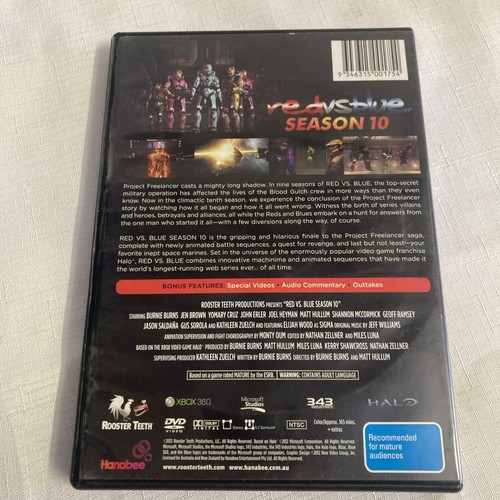 9 346315 001754
red vs blue
SEASON 10
Project Freelancer casts a mighty long shadow. In nine seasons of RED VS. BLUE, the top-secret
military operation has affected the lives of the Blood Gulch crew in more ways than they even
know. Now in the climactic tenth season, we experience the conclusion of the Project Freelancer
story by watching how it all began and how it all went wrong. Witness the birth of series villains
and heroes, betrayals and alliances, all while the Reds and Blues embark on a hunt for answers from
the one man who started it all—with a few diversions along the way, of course.
RED VS. BLUE SEASON 10 is the gripping and hilarious finale to the Project Freelancer saga,
complete with newly animated battle sequences, a quest for revenge, and last but not least—your
favorite inept space marines. Set in the universe of the enormously popular video game franchise
Halo™, RED VS. BLUE combines innovative machinima and animated sequences that have made it
the world's longest-running web series ever... of all time.
BONUS FEATURES: Special Videos • Audio Commentary • Outtakes
ROOSTER TEETH PRODUCTIONS PRESENTS "RED VS. BLUE SEASON 10"
STARRING BURNIE BURNS JEN BROWN YOMARY CRUZ JOHN ERLER JOEL HEYMAN MATT HULLUM SHANNON MCCORMICK GEOFF RAMSEY
JASON SALDAÑA GUS SOROLA AND KATHLEEN ZUELCH AND FEATURING ELIJAH WOOD AS SIGMA ORIGINAL MUSIC BY JEFF WILLIAMS
ANIMATION SUPERVISION AND FIGHT CHOREOGRAPHY BY MONTY OUM EDITED BY NATHAN ZELLNER AND MILES LUNA
BASED ON THE XBOX VIDEO GAME HALO PRODUCED BY BURNIE BURNS MATT HULLUM MILES LUNA KERRY SHAWCROSS NATHAN ZELLNER
SUPERVISING PRODUCER KATHLEEN ZUELCH WRITTEN BY BURNIE BURNS DIRECTED BY BURNIE BURNS AND MATT HULLUM
Based on a game rated MATURE by the ESRB. WARNING: CONTAINS ADULT LANGUAGE
ROOSTER TEETH
XBOX 360
Microsoft Studios
343 INDUSTRIES
HALO
DVD VIDEO
DOLBY DIGITAL
NTSC
Color/Approx. 165 mins. + extras
Hanabee
www.roosterteeth.com www.hanabee.com.au
Recommended
for mature
audiences